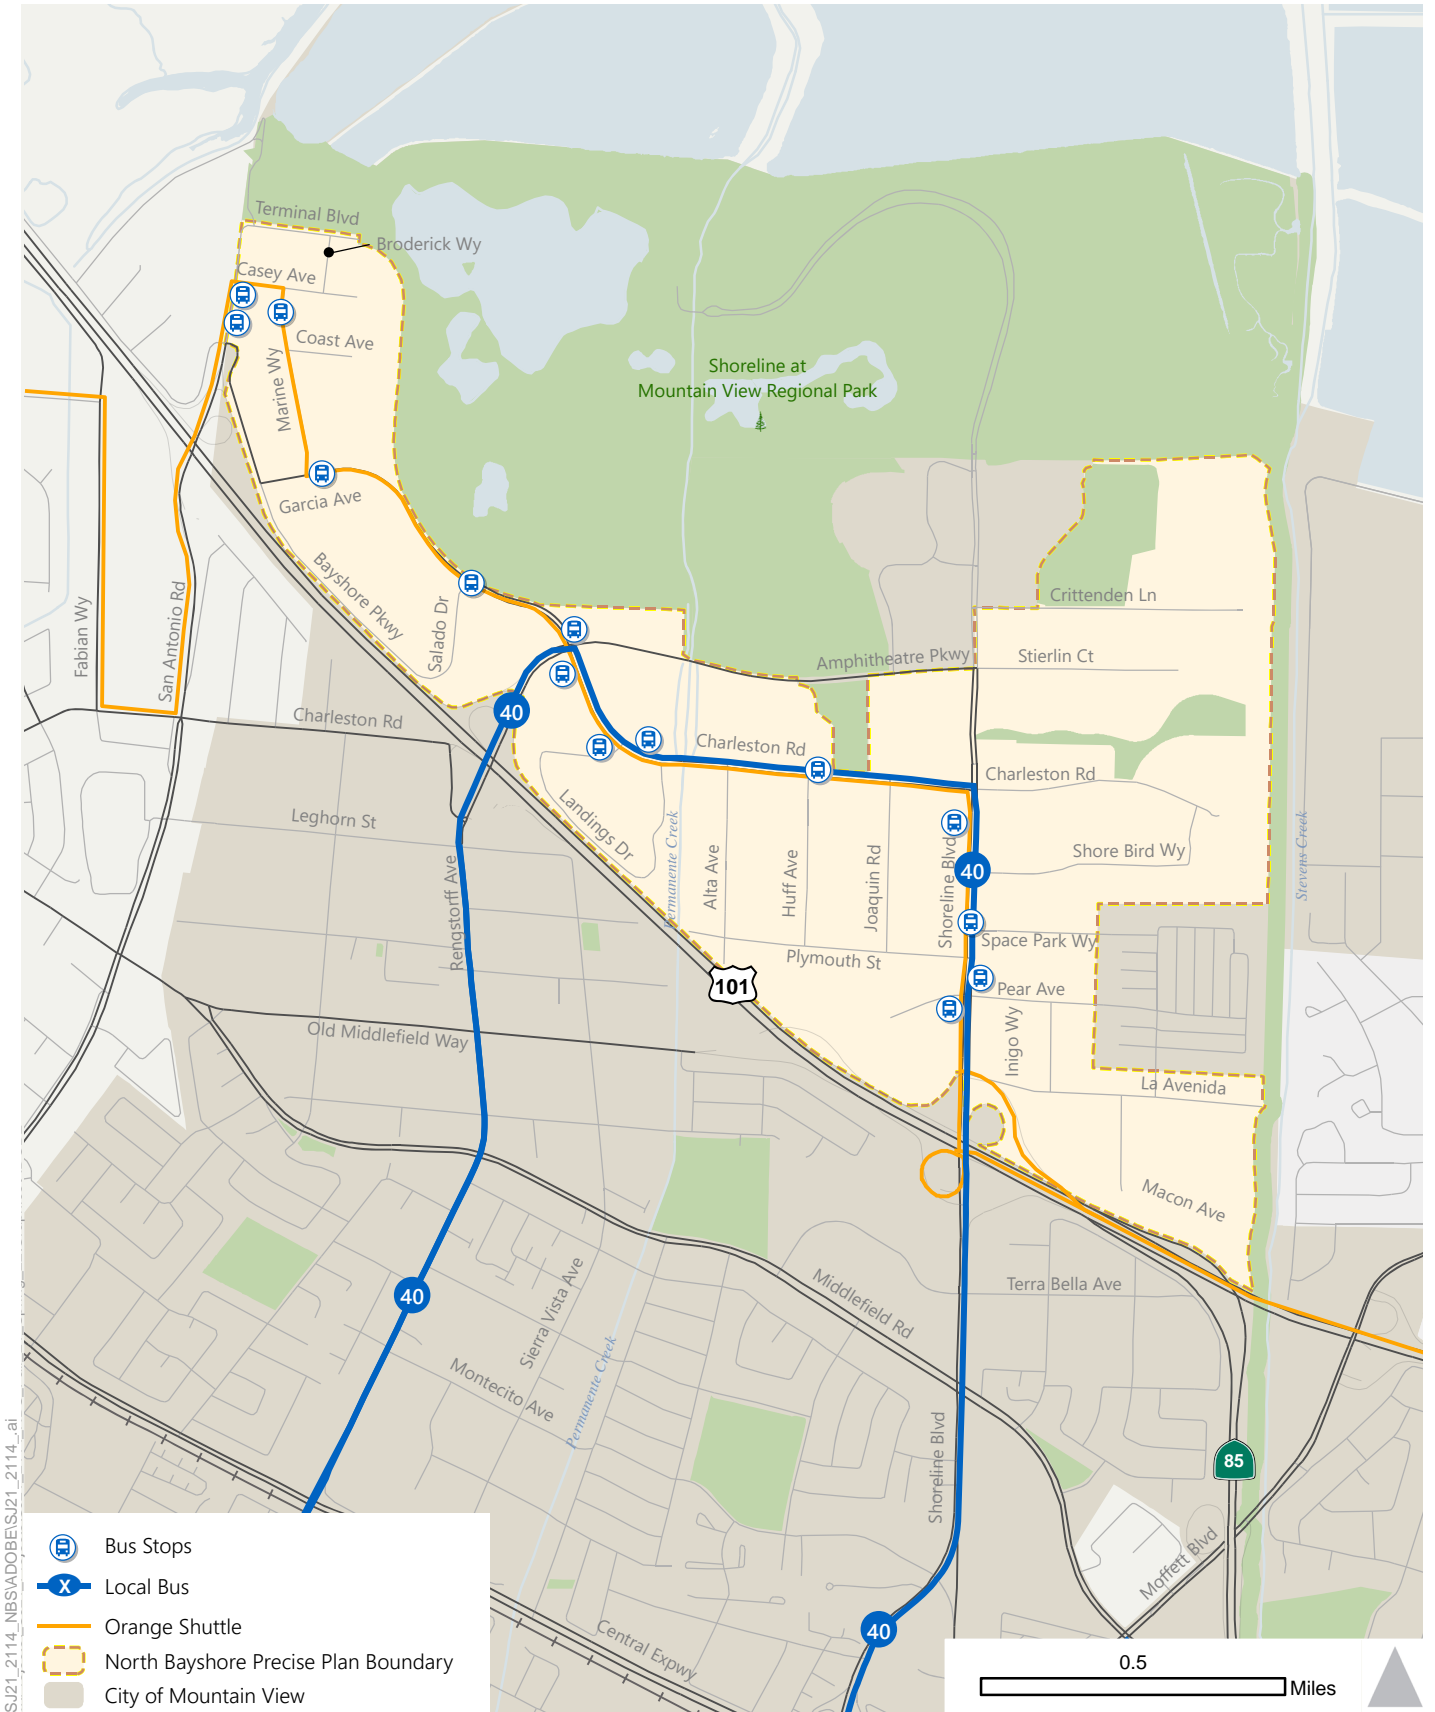 Terminal Blvd
Broderick Wy
Casey Ave
Coast Ave
Marine Wy
Shoreline at
Mountain View Regional Park
Garcia Ave
Bayshore Pkwy
Salado Dr
Fabian Wy
San Antonio Rd
Crittenden Ln
Amphitheatre Pkwy
Stierlin Ct
40
Charleston Rd
Charleston Rd
Charleston Rd
Landings Dr
Leghorn St
Permanente Creek
Alta Ave
Huff Ave
Joaquin Rd
Shoreline Blvd
40
Shore Bird Wy
Stevens Creek
Rengstorff Ave
Space Park Wy
Plymouth St
101
Pear Ave
Inigo Wy
Old Middlefield Way
La Avenida
Macon Ave
40
Sierra Vista Ave
Terra Bella Ave
Middlefield Rd
Montecito Ave
Permanente Creek
Shoreline Blvd
85
Moffett Blvd
40
Central Expwy
Bus Stops
X Local Bus
Orange Shuttle
North Bayshore Precise Plan Boundary
City of Mountain View
0.5
Miles
SJ21_2114_NBS\ADOBE\SJ21_2114_.ai